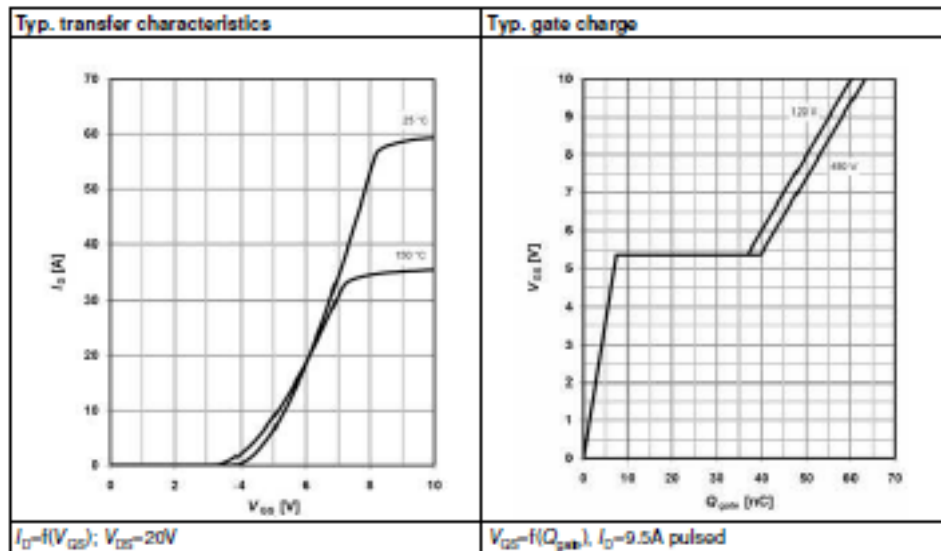 Typ. transfer characteristics
70
60
50
40
30
20
10
0
0 2 4 6 8 10
I_D [A]
V_GS [V]
25 °C
150 °C
I_D=f(V_GS); V_DS=20V
Typ. gate charge
10
9
8
7
6
5
4
3
2
1
0
0 10 20 30 40 50 60 70
V_GS [V]
Q_gate [nC]
120 V
480 V
V_GS=f(Q_gate), I_D=9.5A pulsed